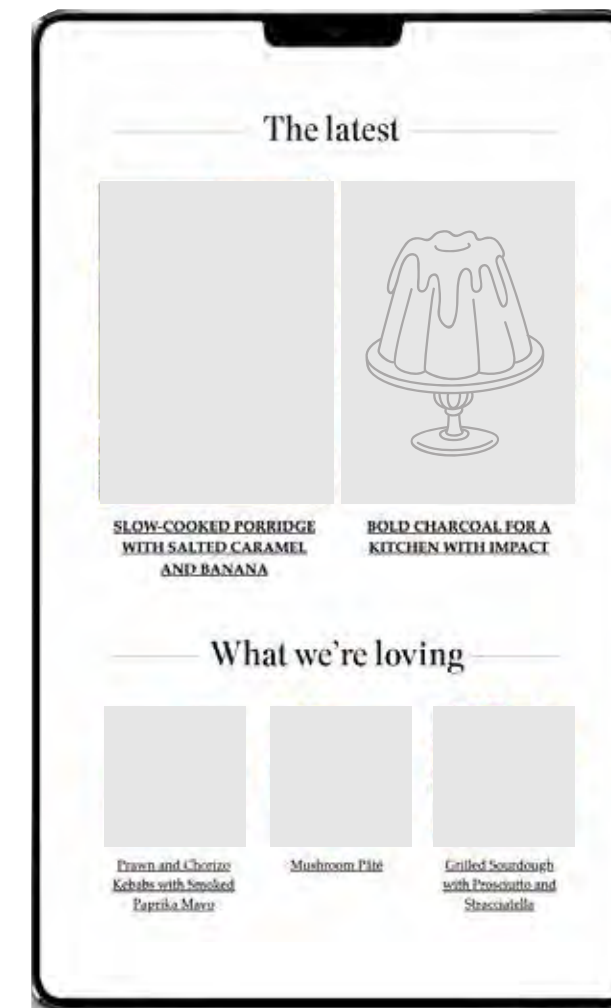 The latest
SLOW-COOKED PORRIDGE
WITH SALTED CARAMEL
AND BANANA
BOLD CHARCOAL FOR A
KITCHEN WITH IMPACT
What we’re loving
Prawn and Chorizo
Kebabs with Smoked
Paprika Mayo
Mushroom Pâté
Grilled Sourdough
with Prosciutto and
Stracciatella